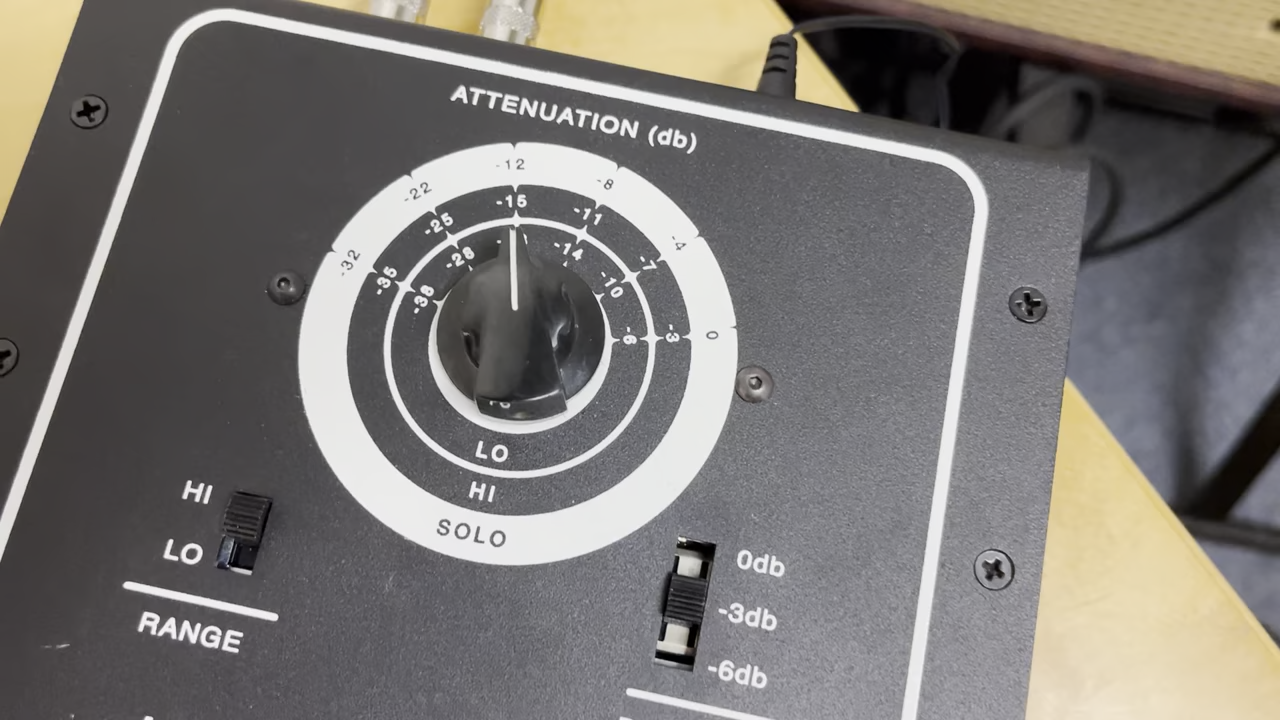 ATTENUATION (db)
-32 -22 -12 -8 -4 0
-35 -25 -15 -11 -7 -3
-38 -28 -14 -10 -6
LO
HI
SOLO
HI
LO
RANGE
0db
-3db
-6db